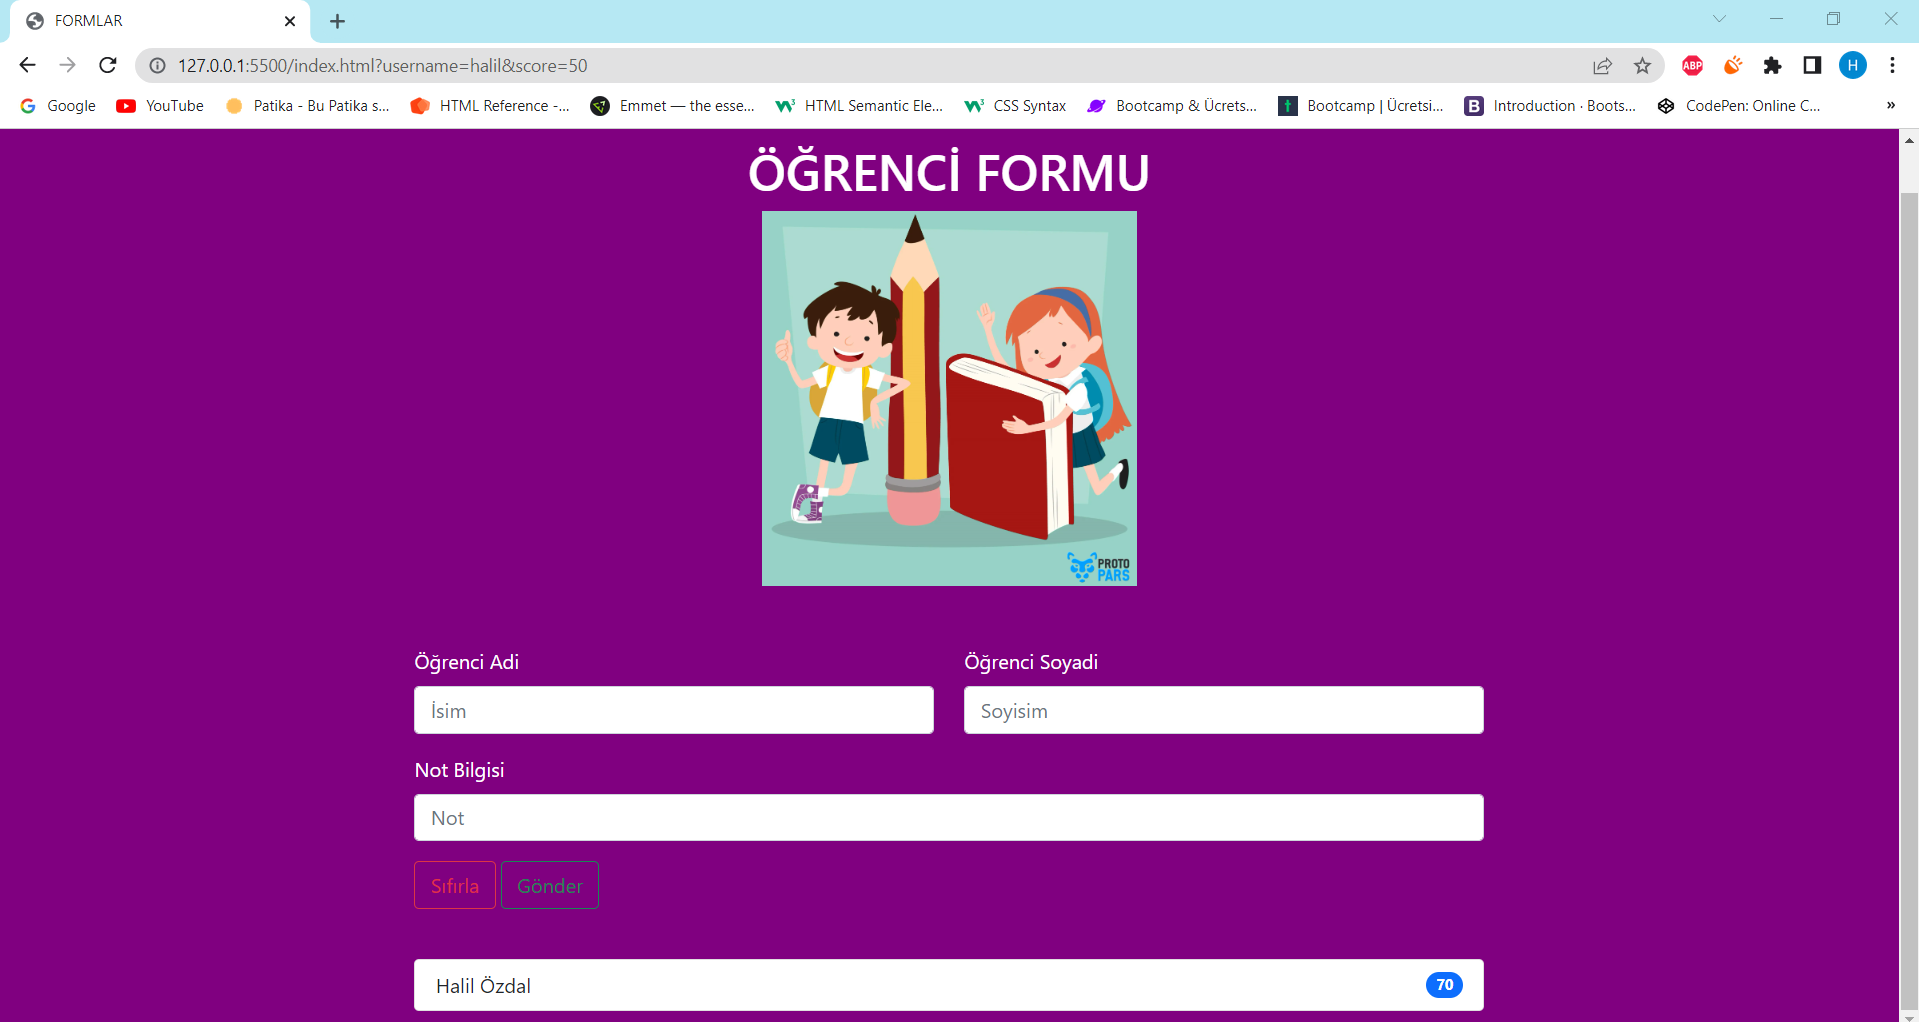 FORMLAR
127.0.0.1:5500/index.html?username=halil&score=50
ABP
H
Google
YouTube
Patika - Bu Patika s...
HTML Reference -...
Emmet — the esse...
HTML Semantic Ele...
CSS Syntax
Bootcamp & Ücrets...
Bootcamp | Ücretsi...
B
Introduction · Boots...
CodePen: Online C...
»
ÖĞRENCİ FORMU
PROTO
PARS
Öğrenci Adi
Öğrenci Soyadi
İsim
Soyisim
Not Bilgisi
Not
Sıfırla
Gönder
Halil Özdal
70